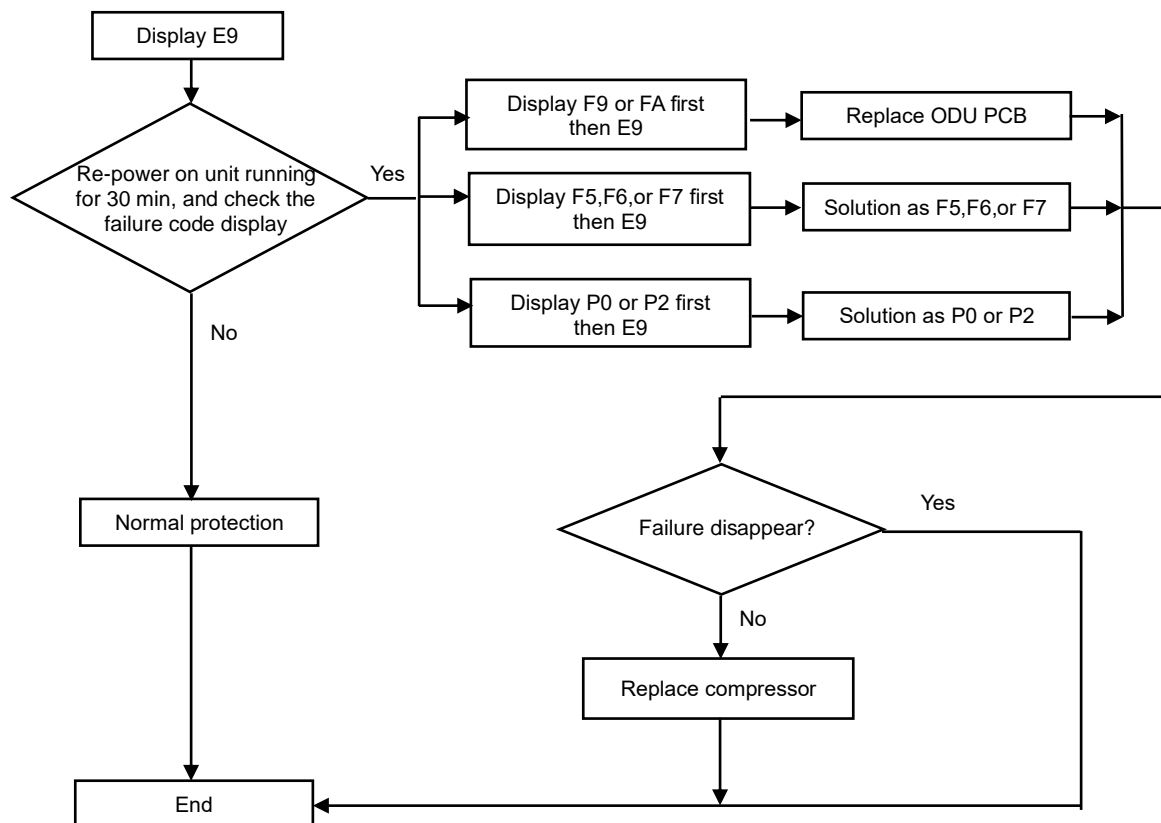 Display E9
Re-power on unit running
for 30 min, and check the
failure code display
Yes
No
Display F9 or FA first
then E9
Replace ODU PCB
Display F5,F6,or F7 first
then E9
Solution as F5,F6,or F7
Display P0 or P2 first
then E9
Solution as P0 or P2
Normal protection
Failure disappear?
Yes
No
Replace compressor
End